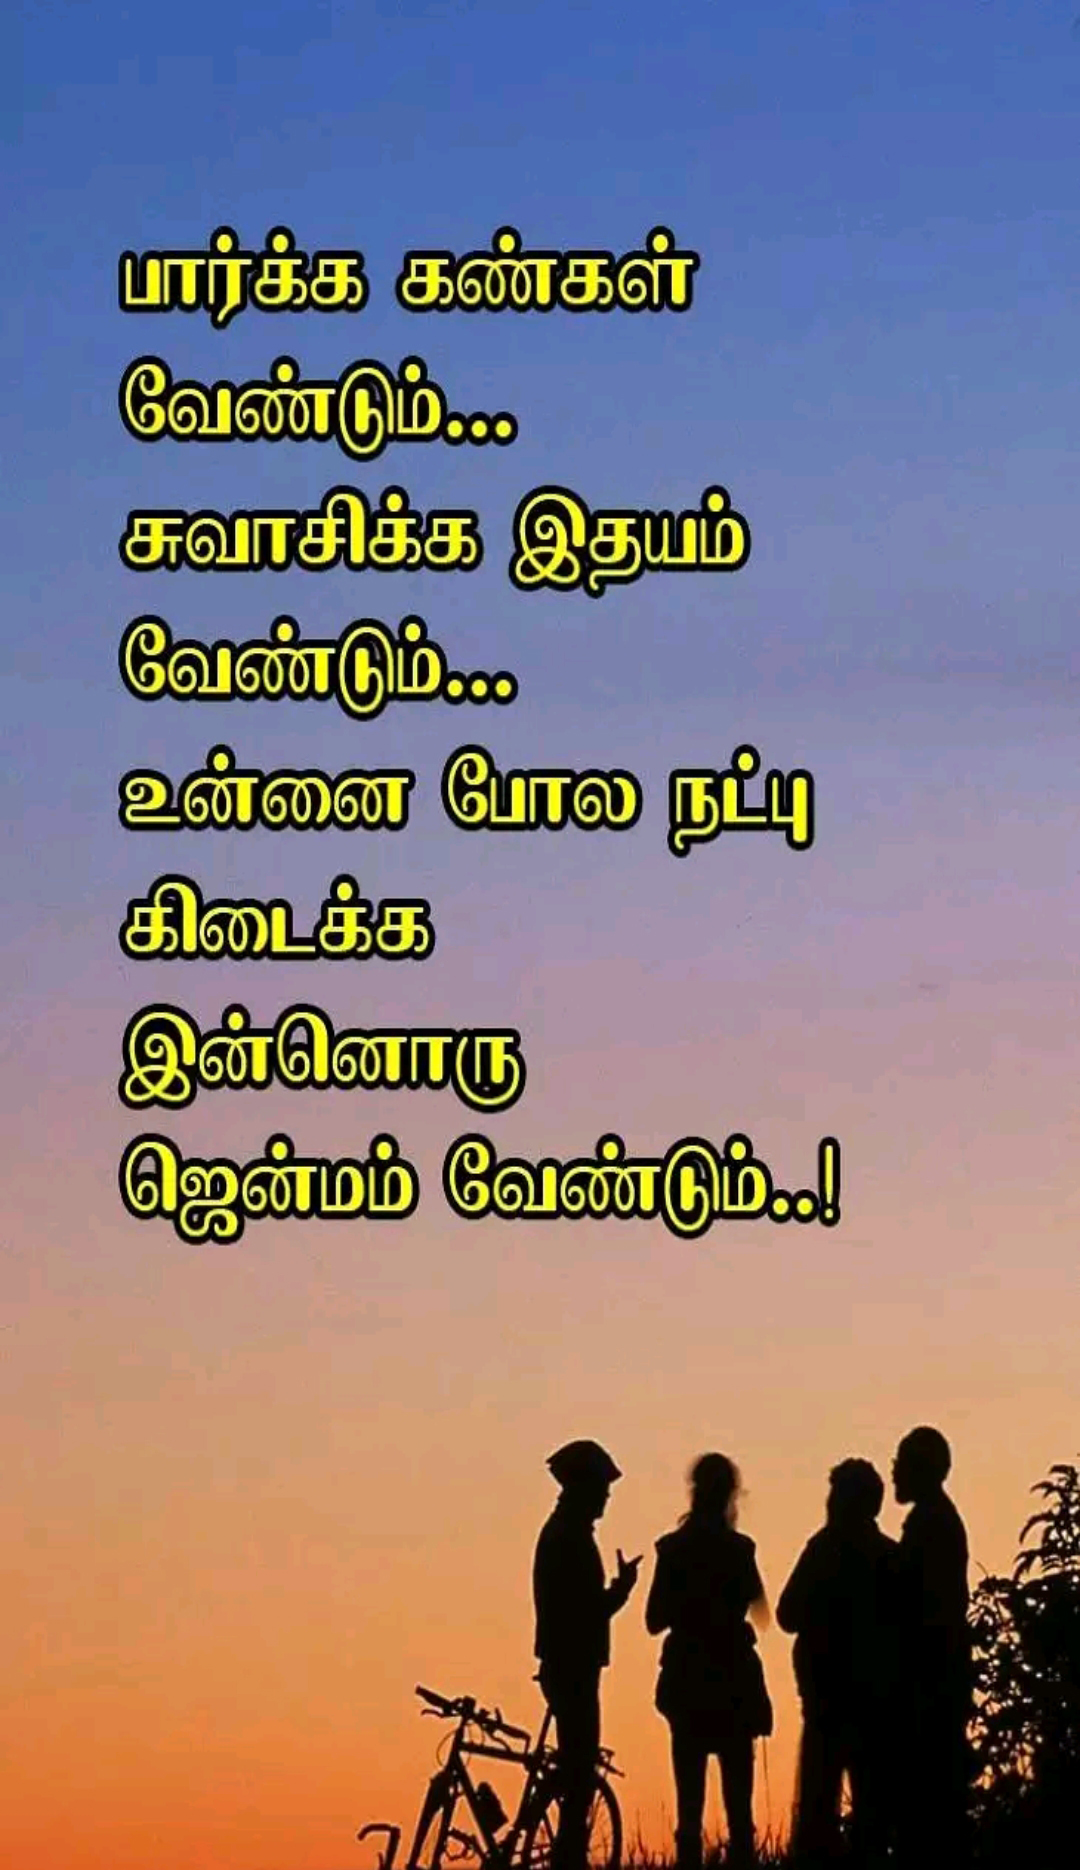 பார்க்க கண்கள்
வேண்டும்...
சுவாசிக்க இதயம்
வேண்டும்...
உன்னை போல நட்பு
கிடைக்க
இன்னொரு
ஜென்மம் வேண்டும்..!